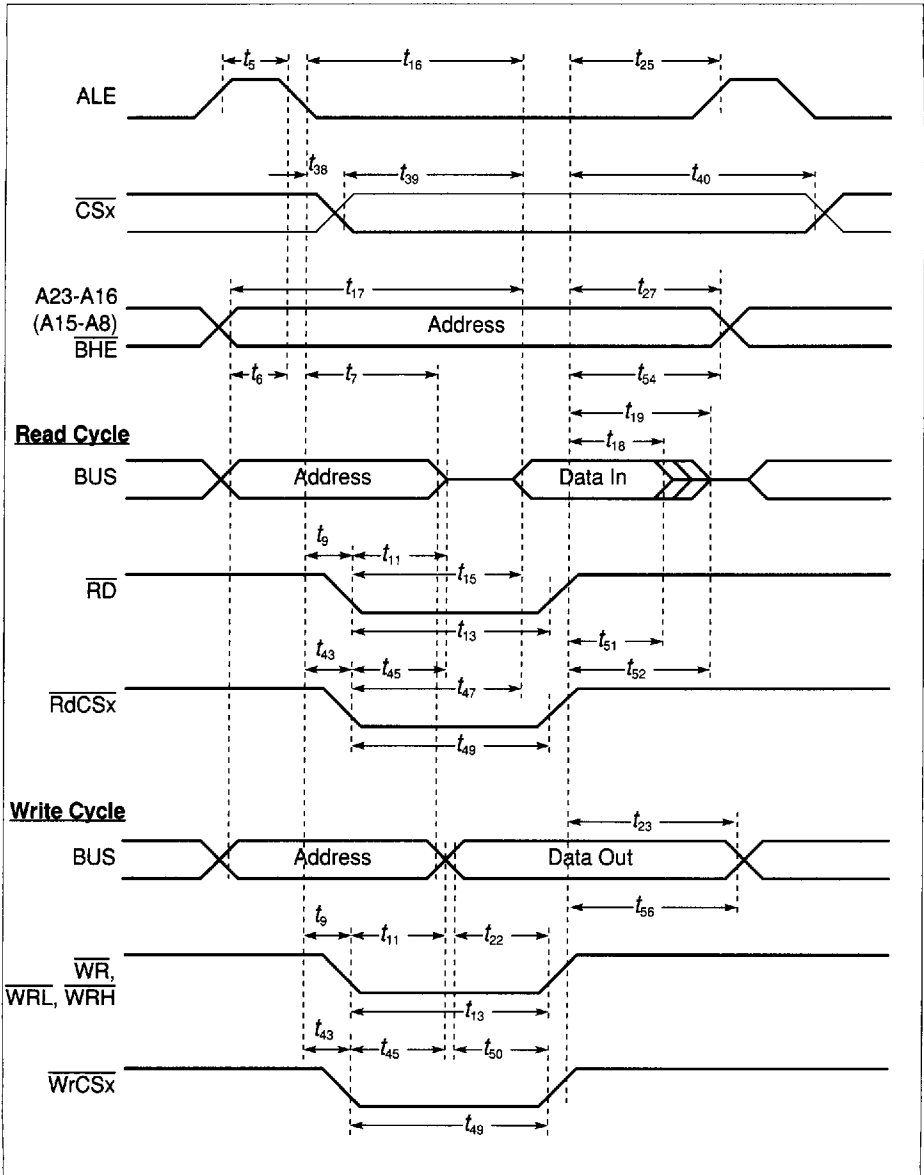 t5 t16 t25
ALE
t38 t39 t40
CSx
t17 t27
A23-A16
(A15-A8)
BHE
Address
t6 t7 t54
t19
Read Cycle
t18
BUS
Address
Data In
t9 t11
t15
RD
t13
t51
t43 t45 t52
t47
RdCSx
t49
Write Cycle
t23
BUS
Address
Data Out
t56
t9 t11 t22
WR,
WRL, WRH
t13
t43 t45 t50
WrCSx
t49